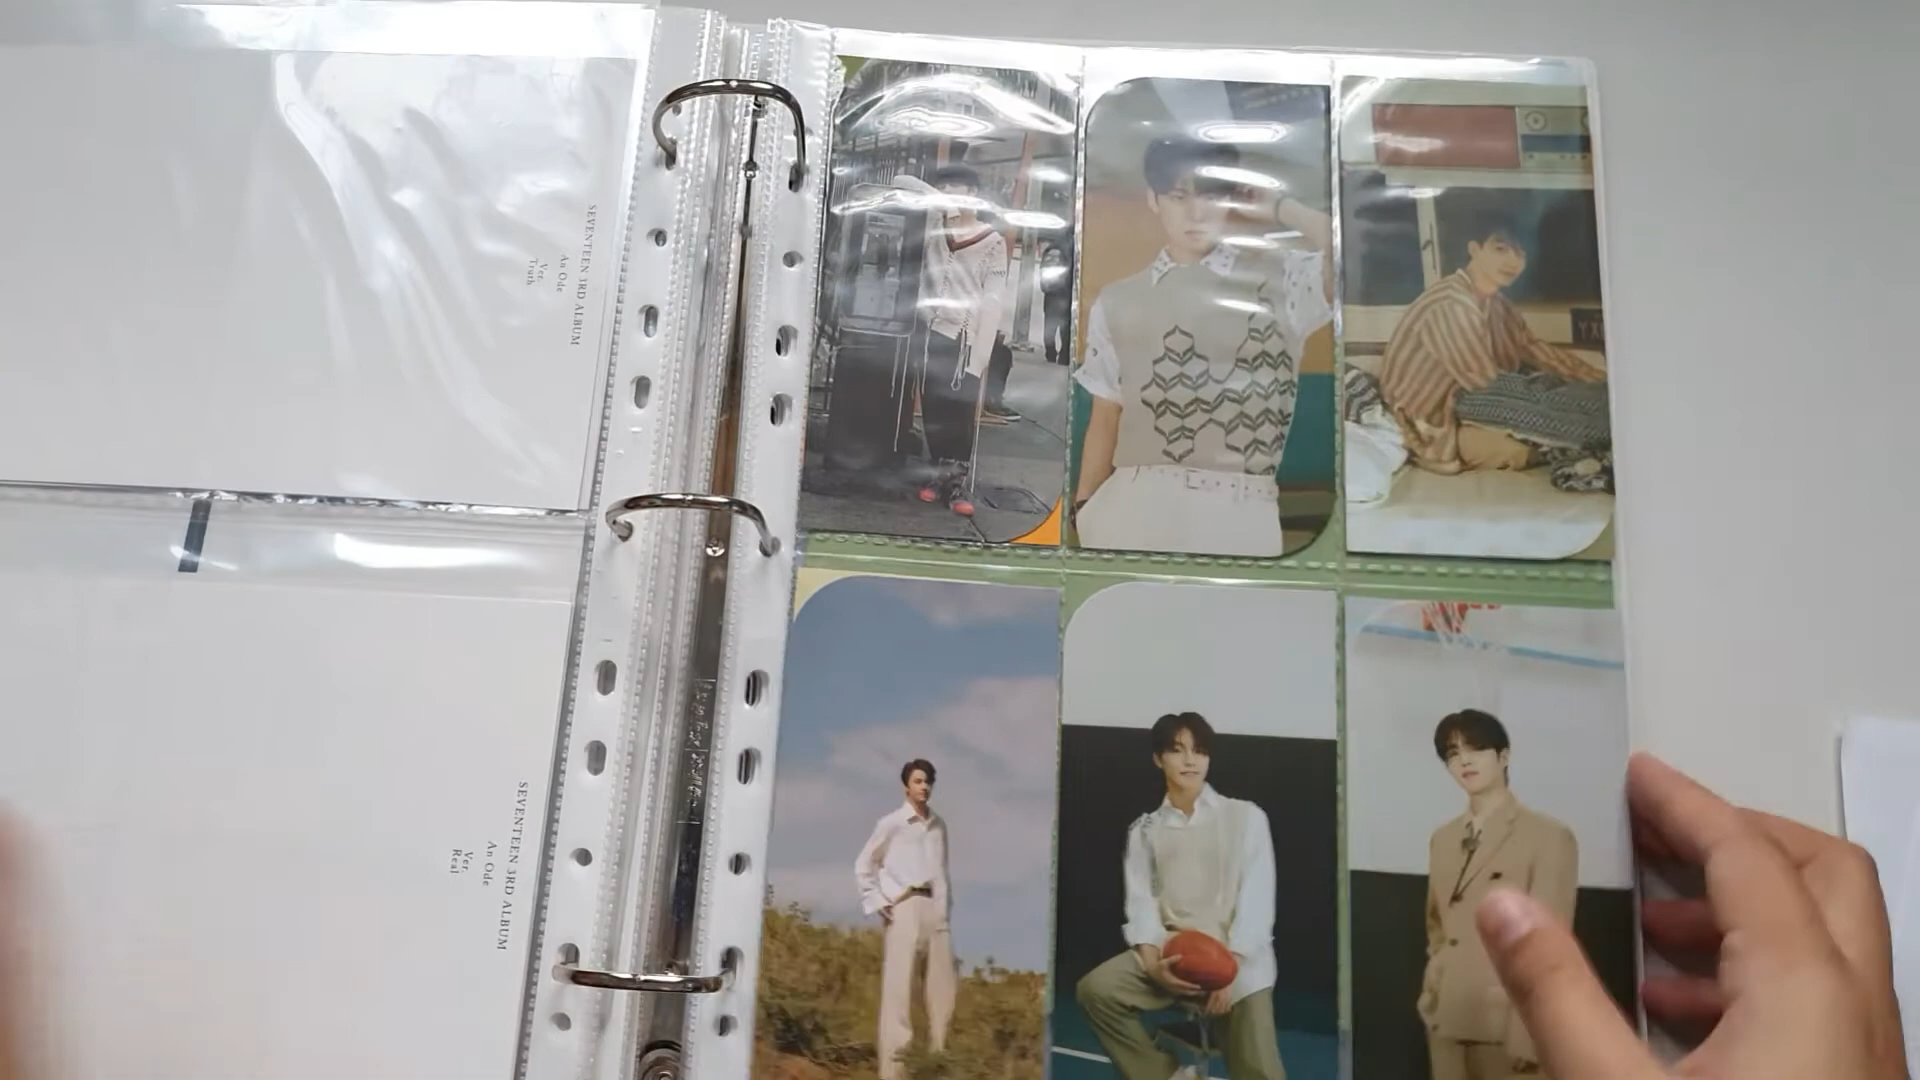 SEVENTEEN 3RD ALBUM
An Ode
Ver.
Truth
SEVENTEEN 3RD ALBUM
An Ode
Ver.
Real